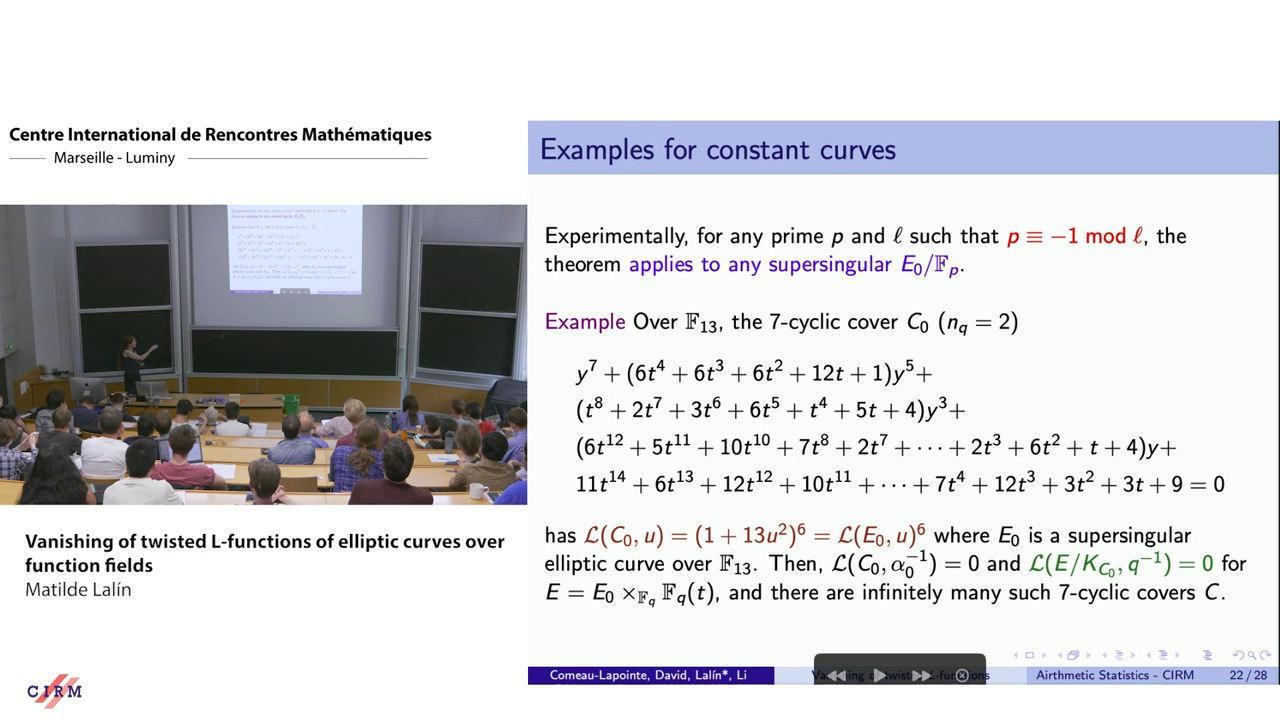 Centre International de Rencontres Mathématiques
Marseille - Luminy
Vanishing of twisted L-functions of elliptic curves over
function fields
Matilde Lalín
CIRM
Examples for constant curves
Experimentally, for any prime p and ℓ such that p ≡ −1 mod ℓ, the
theorem applies to any supersingular E₀/𝔽ₚ.
Example Over 𝔽₁₃, the 7-cyclic cover C₀ (n_q = 2)
y⁷ + (6t⁴ + 6t³ + 6t² + 12t + 1)y⁵+
(t⁸ + 2t⁷ + 3t⁶ + 6t⁵ + t⁴ + 5t + 4)y³+
(6t¹² + 5t¹¹ + 10t¹⁰ + 7t⁸ + 2t⁷ + ⋯ + 2t³ + 6t² + t + 4)y+
11t¹⁴ + 6t¹³ + 12t¹² + 10t¹¹ + ⋯ + 7t⁴ + 12t³ + 3t² + 3t + 9 = 0
has ℒ(C₀, u) = (1 + 13u²)⁶ = ℒ(E₀, u)⁶ where E₀ is a supersingular
elliptic curve over 𝔽₁₃. Then, ℒ(C₀, α₀⁻¹) = 0 and ℒ(E/K_{C₀}, q⁻¹) = 0 for
E = E₀ ×_{𝔽_q} 𝔽_q(t), and there are infinitely many such 7-cyclic covers C.
Comeau-Lapointe, David, Lalín*, Li
Airthmetic Statistics - CIRM
22 / 28